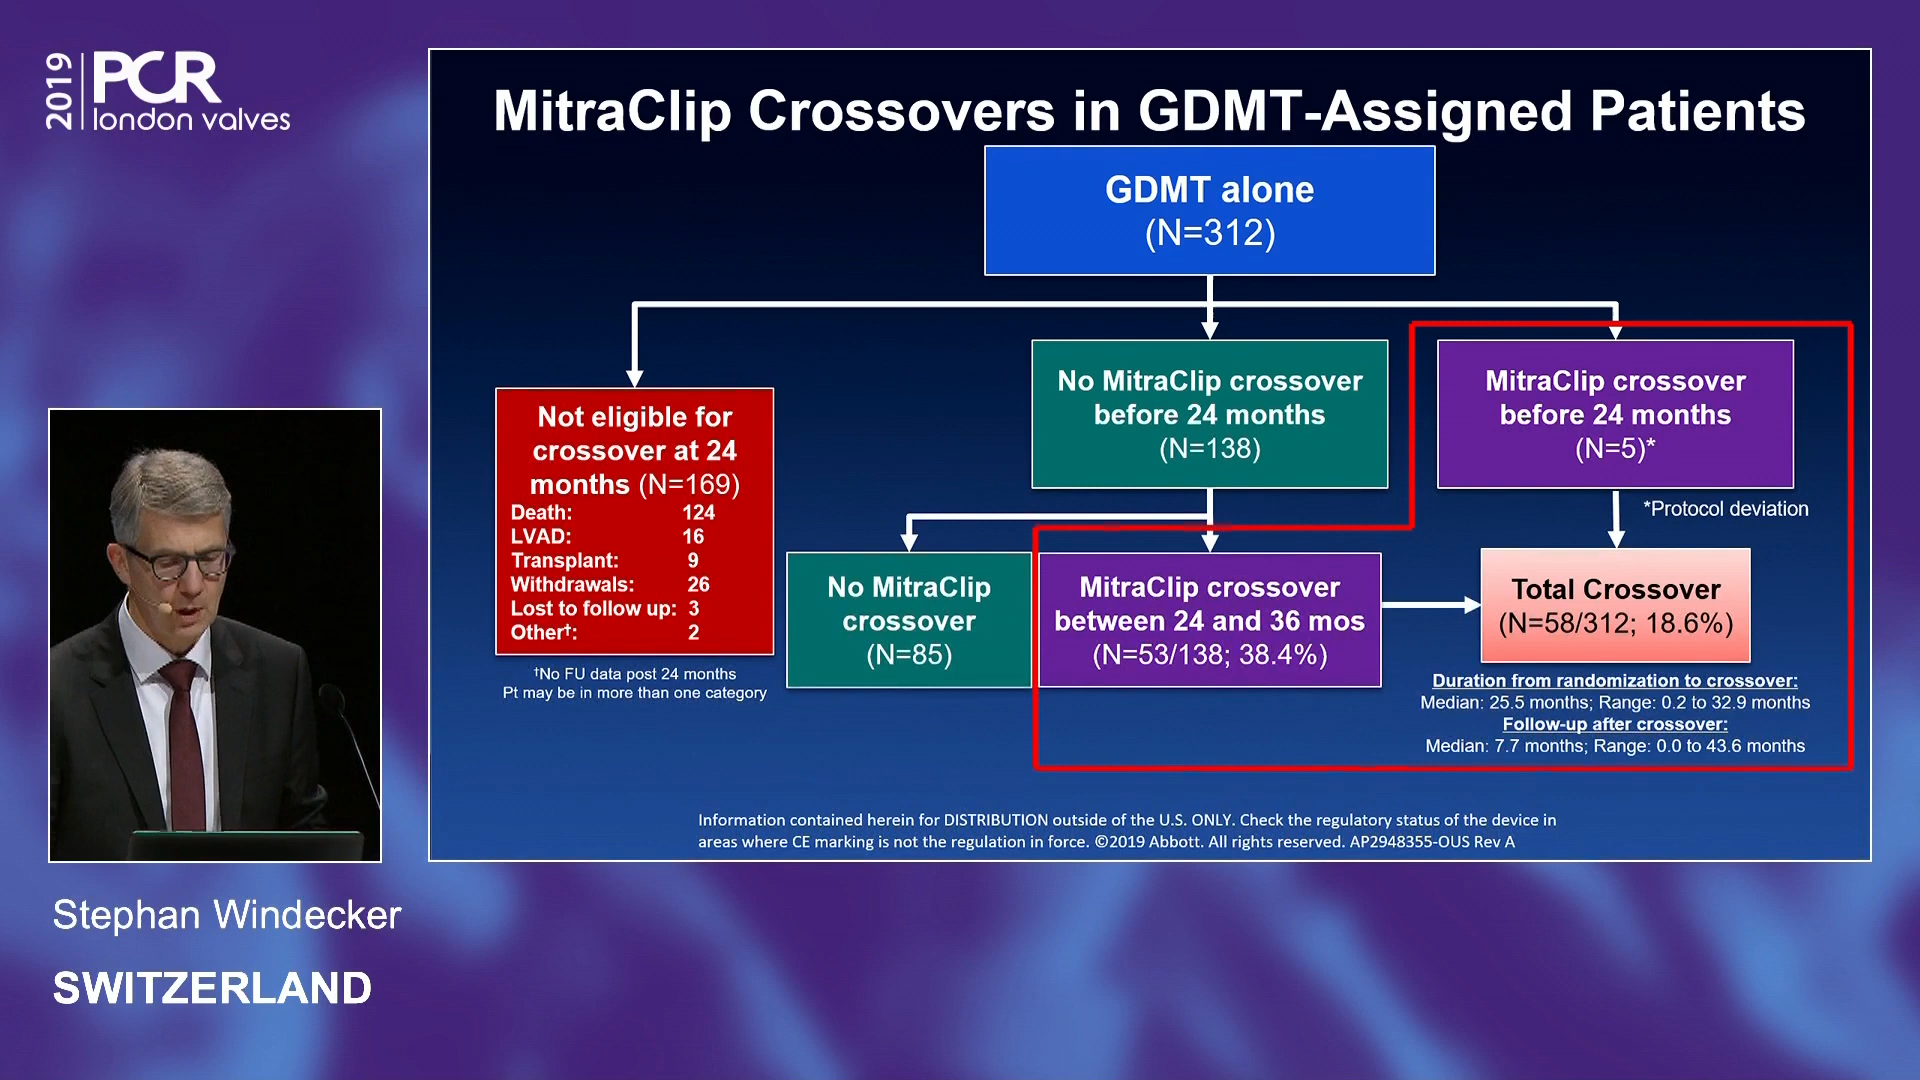 2019
PCR
london valves
MitraClip Crossovers in GDMT-Assigned Patients
GDMT alone
(N=312)
Not eligible for
crossover at 24
months (N=169)
Death: 124
LVAD: 16
Transplant: 9
Withdrawals: 26
Lost to follow up: 3
Other†: 2
†No FU data post 24 months
Pt may be in more than one category
No MitraClip crossover
before 24 months
(N=138)
MitraClip crossover
before 24 months
(N=5)*
*Protocol deviation
No MitraClip
crossover
(N=85)
MitraClip crossover
between 24 and 36 mos
(N=53/138; 38.4%)
Total Crossover
(N=58/312; 18.6%)
Duration from randomization to crossover:
Median: 25.5 months; Range: 0.2 to 32.9 months
Follow-up after crossover:
Median: 7.7 months; Range: 0.0 to 43.6 months
Information contained herein for DISTRIBUTION outside of the U.S. ONLY. Check the regulatory status of the device in
areas where CE marking is not the regulation in force. ©2019 Abbott. All rights reserved. AP2948355-OUS Rev A
Stephan Windecker
SWITZERLAND